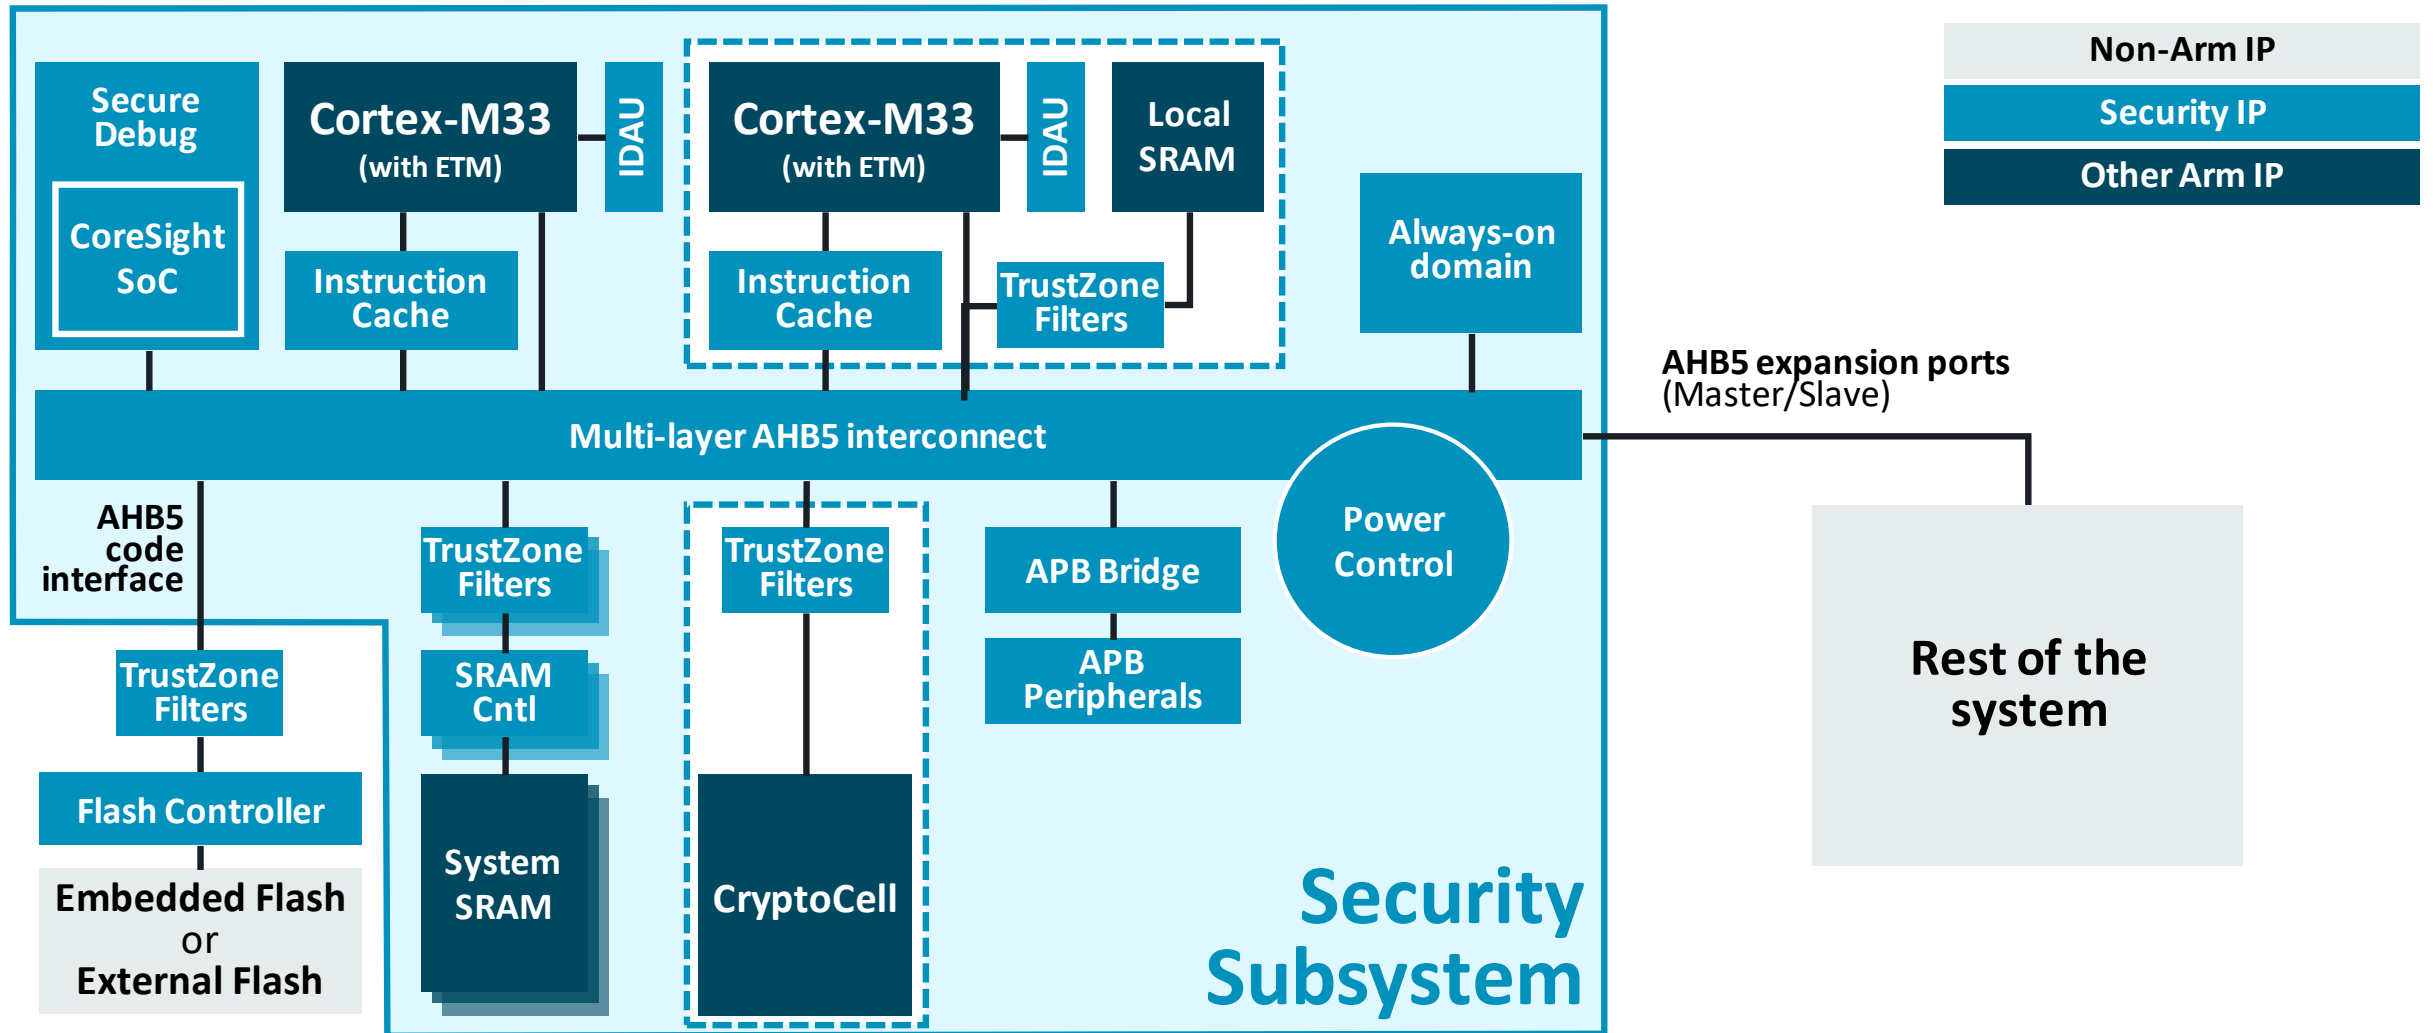 Secure
Debug
CoreSight
SoC
Cortex-M33
(with ETM)
IDAU
Instruction
Cache
Cortex-M33
(with ETM)
IDAU
Local
SRAM
Instruction
Cache
TrustZone
Filters
Always-on
domain
Non-Arm IP
Security IP
Other Arm IP
AHB5 expansion ports
(Master/Slave)
Multi-layer AHB5 interconnect
Power
Control
AHB5
code
interface
TrustZone
Filters
Flash Controller
Embedded Flash
or
External Flash
TrustZone
Filters
SRAM
Cntl
System
SRAM
TrustZone
Filters
CryptoCell
APB Bridge
APB
Peripherals
Rest of the
system
Security
Subsystem